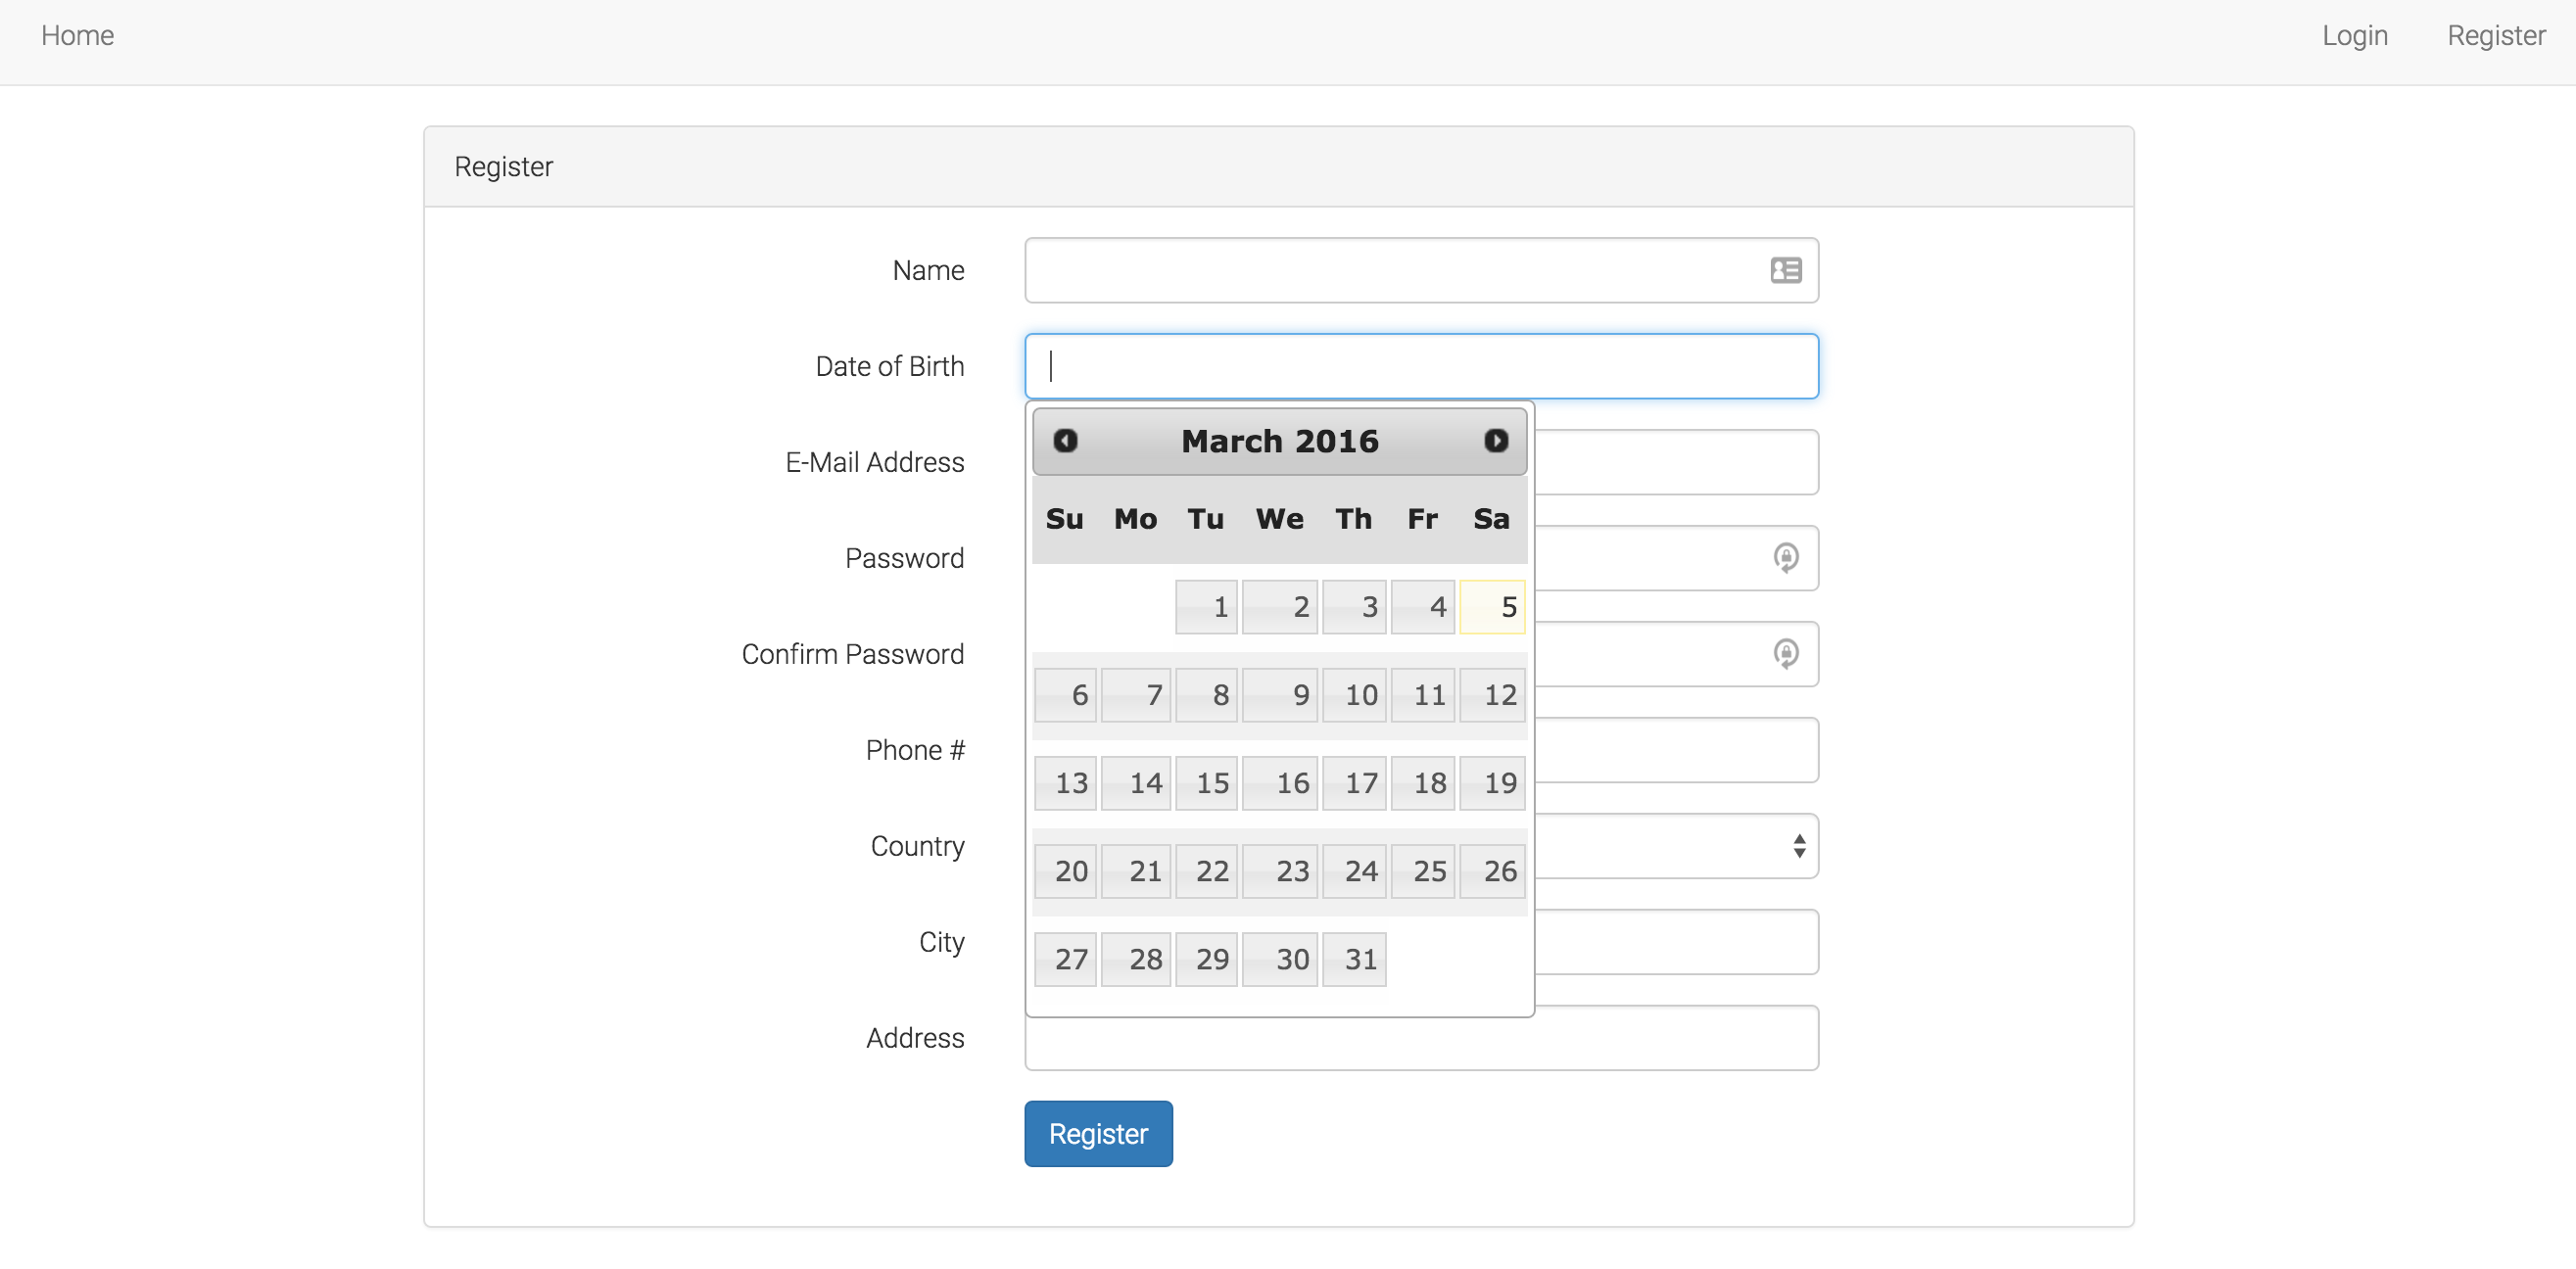 Home Login Register
Register
Name
Date of Birth
March 2016
E-Mail Address
Su Mo Tu We Th Fr Sa
Password
1 2 3 4 5
Confirm Password
6 7 8 9 10 11 12
Phone #
13 14 15 16 17 18 19
Country
20 21 22 23 24 25 26
City
27 28 29 30 31
Address
Register